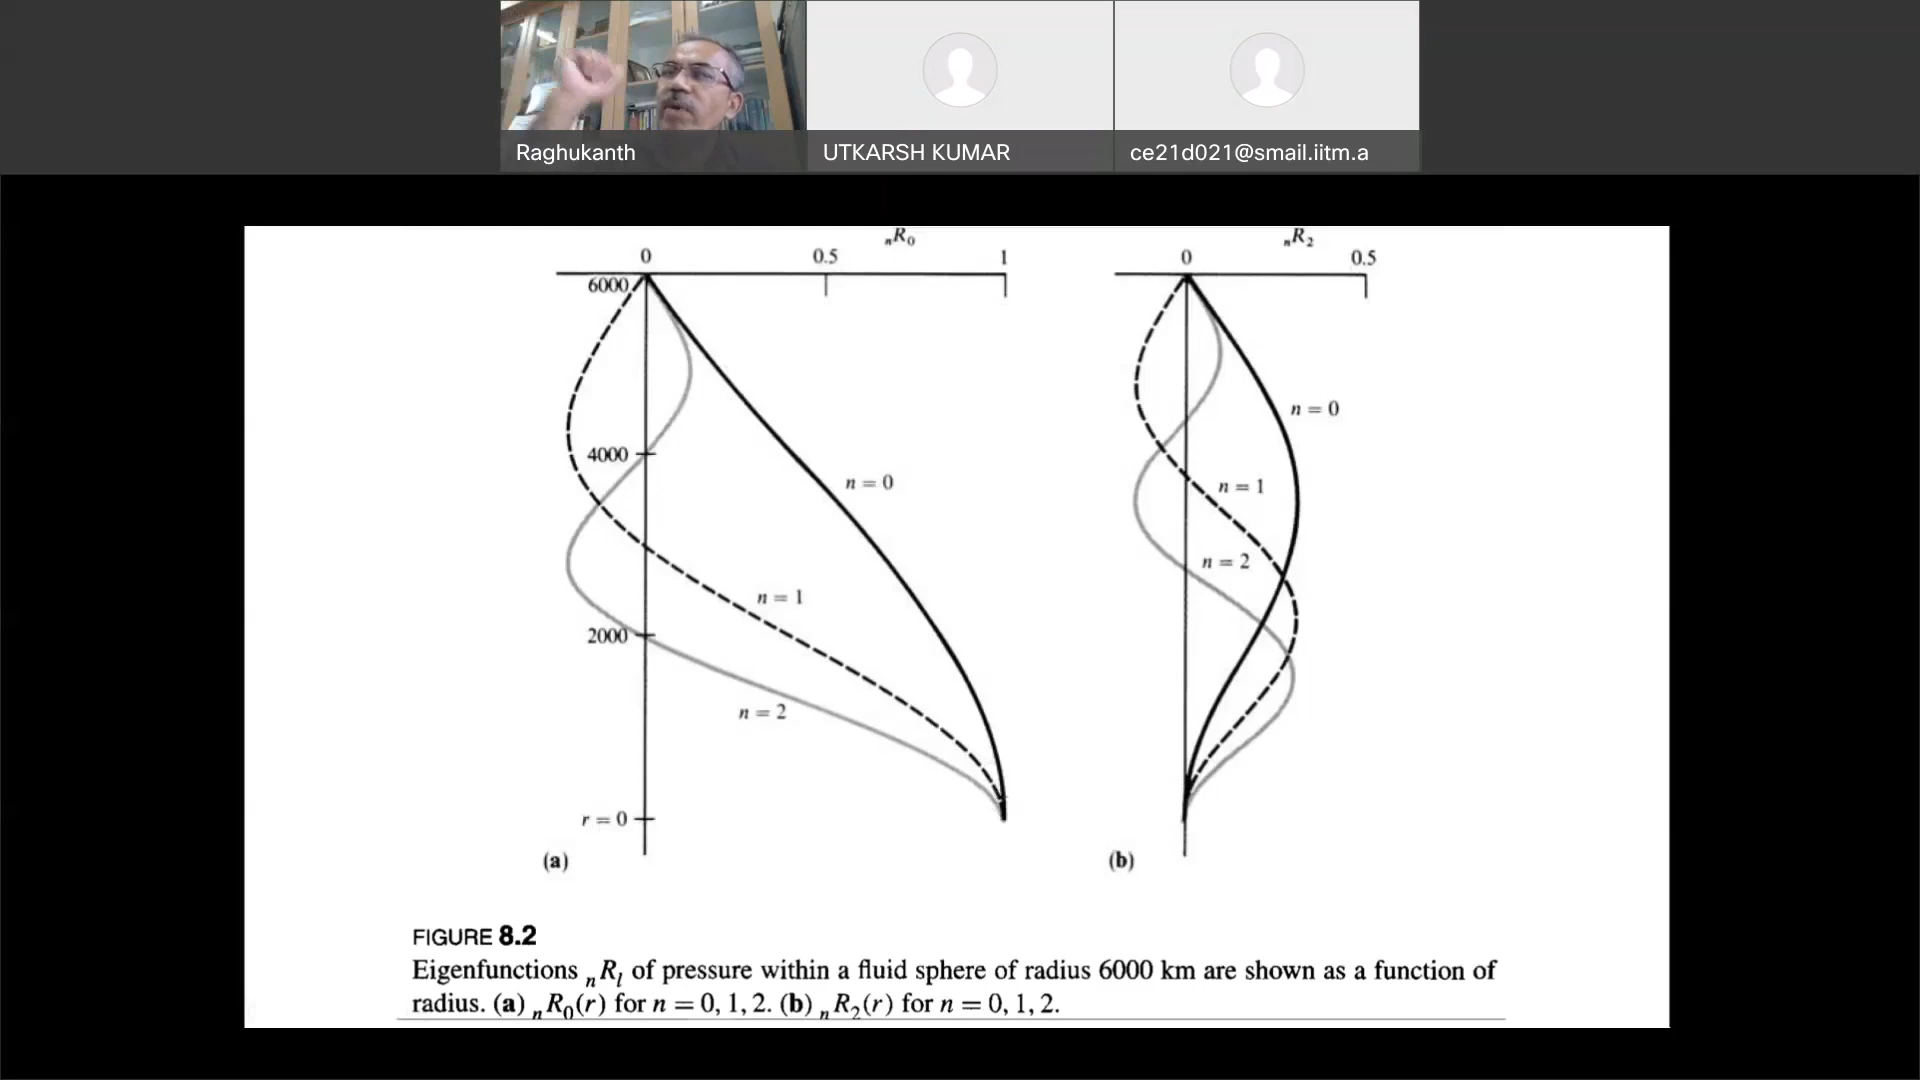 Raghukanth
UTKARSH KUMAR
ce21d021@smail.iitm.a
nR0
0 0.5 1
6000
4000
2000
r = 0
n = 0
n = 1
n = 2
(a)
nR2
0 0.5
n = 0
n = 1
n = 2
(b)
FIGURE 8.2
Eigenfunctions nRl of pressure within a fluid sphere of radius 6000 km are shown as a function of
radius. (a) nR0(r) for n = 0, 1, 2. (b) nR2(r) for n = 0, 1, 2.